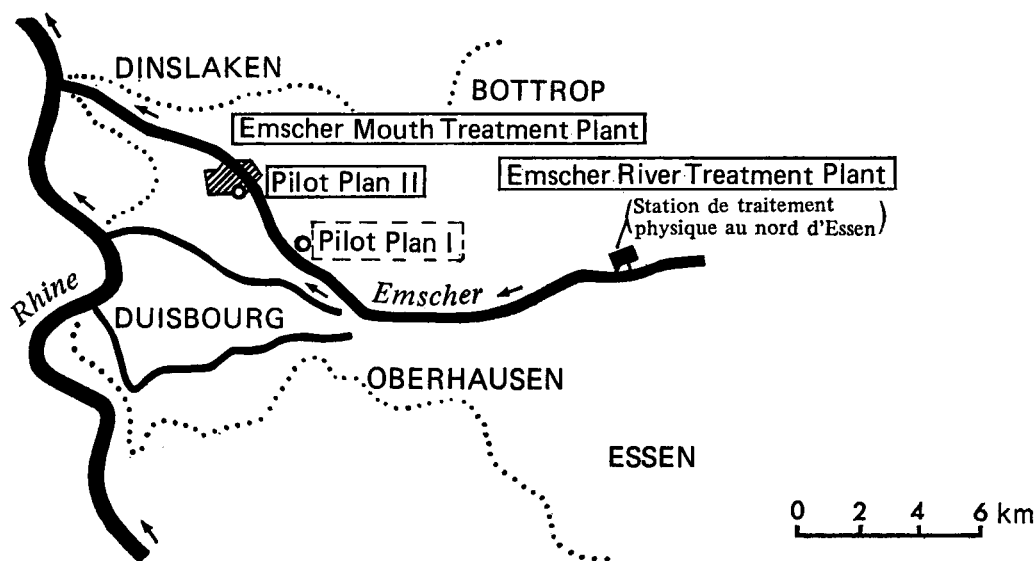 DINSLAKEN
BOTTROP
Emscher Mouth Treatment Plant
Emscher River Treatment Plant
Pilot Plan II
(Station de traitement
physique au nord d'Essen)
Pilot Plan I
Rhine
Emscher
DUISBOURG
OBERHAUSEN
ESSEN
0 2 4 6 km